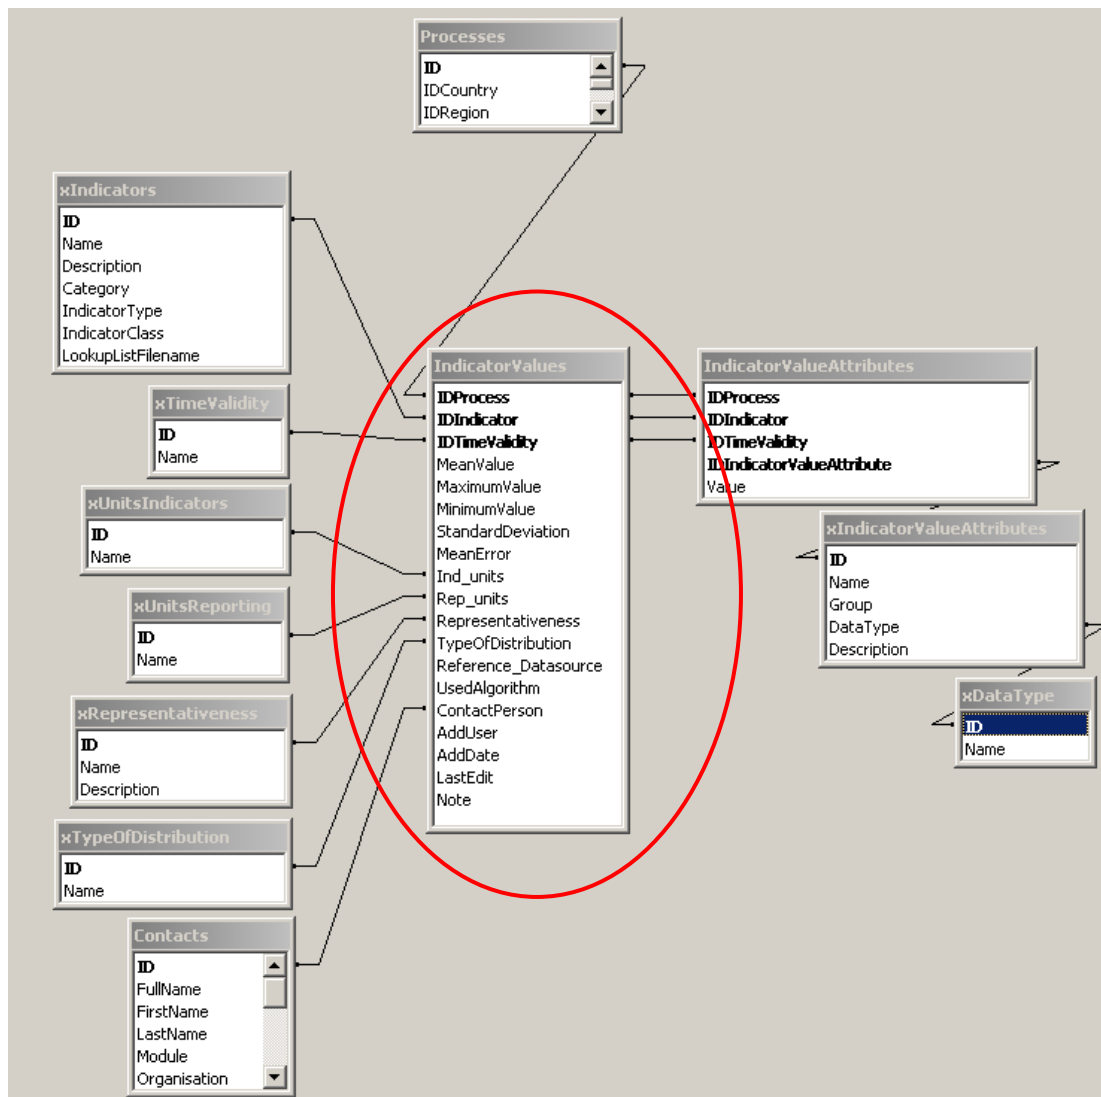 Processes
ID
IDCountry
IDRegion
xIndicators
ID
Name
Description
Category
IndicatorType
IndicatorClass
LookupListFilename
xTimeValidity
ID
Name
xUnitsIndicators
ID
Name
xUnitsReporting
ID
Name
xRepresentativeness
ID
Name
Description
xTypeOfDistribution
ID
Name
Contacts
ID
FullName
FirstName
LastName
Module
Organisation
IndicatorValues
IDProcess
IDIndicator
IDTimeValidity
MeanValue
MaximumValue
MinimumValue
StandardDeviation
MeanError
Ind_units
Rep_units
Representativeness
TypeOfDistribution
Reference_Datasource
UsedAlgorithm
ContactPerson
AddUser
AddDate
LastEdit
Note
IndicatorValueAttributes
IDProcess
IDIndicator
IDTimeValidity
IDIndicatorValueAttribute
Value
xIndicatorValueAttributes
ID
Name
Group
DataType
Description
xDataType
ID
Name